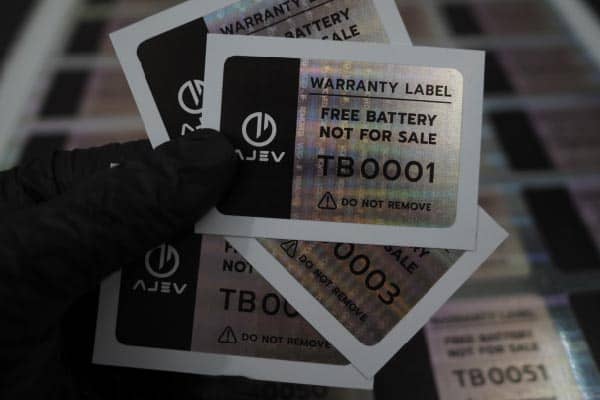 WARRANTY LABEL
BATTERY
SALE
WARRANTY LABEL
FREE BATTERY
NOT FOR SALE
TB0001
DO NOT REMOVE
AJEV
0003
DO NOT REMOVE
FREE
NOT
TB00
DO NOT REMOVE
AJEV
WARRANTY LABEL
FREE BATTERY
NOT FOR SALE
TB0051